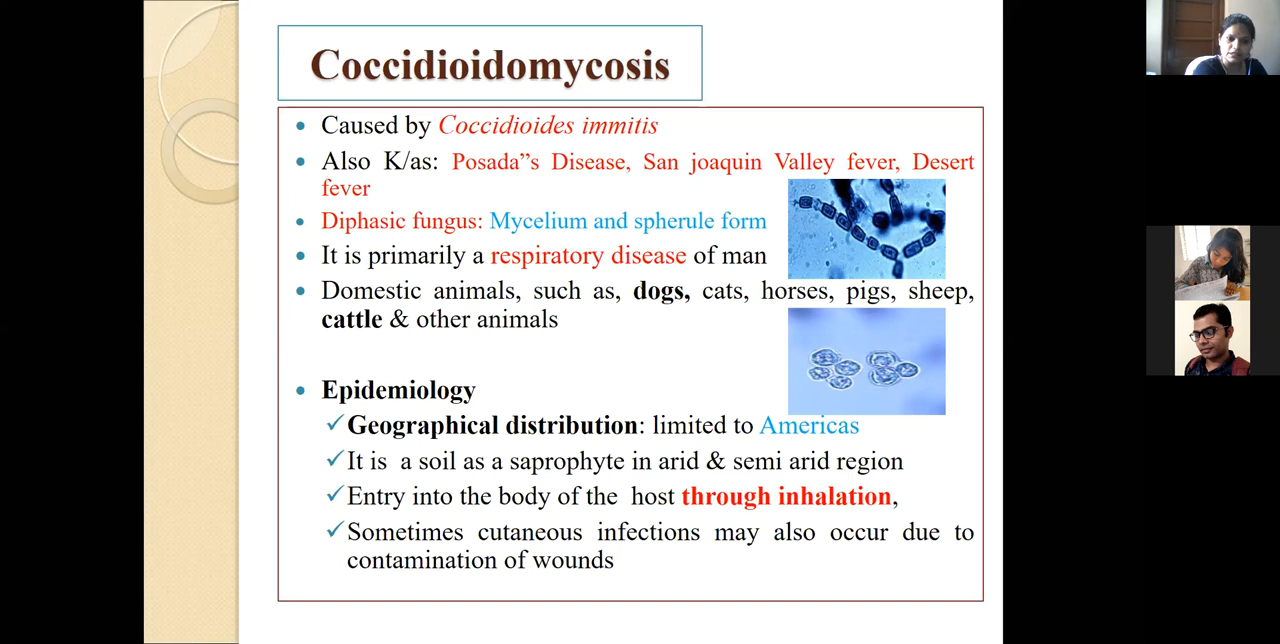 Coccidioidomycosis
• Caused by Coccidioides immitis
• Also K/as: Posada”s Disease, San joaquin Valley fever, Desert
fever
• Diphasic fungus: Mycelium and spherule form
• It is primarily a respiratory disease of man
• Domestic animals, such as, dogs, cats, horses, pigs, sheep,
cattle & other animals
• Epidemiology
✓Geographical distribution: limited to Americas
✓It is a soil as a saprophyte in arid & semi arid region
✓Entry into the body of the host through inhalation,
✓Sometimes cutaneous infections may also occur due to
contamination of wounds